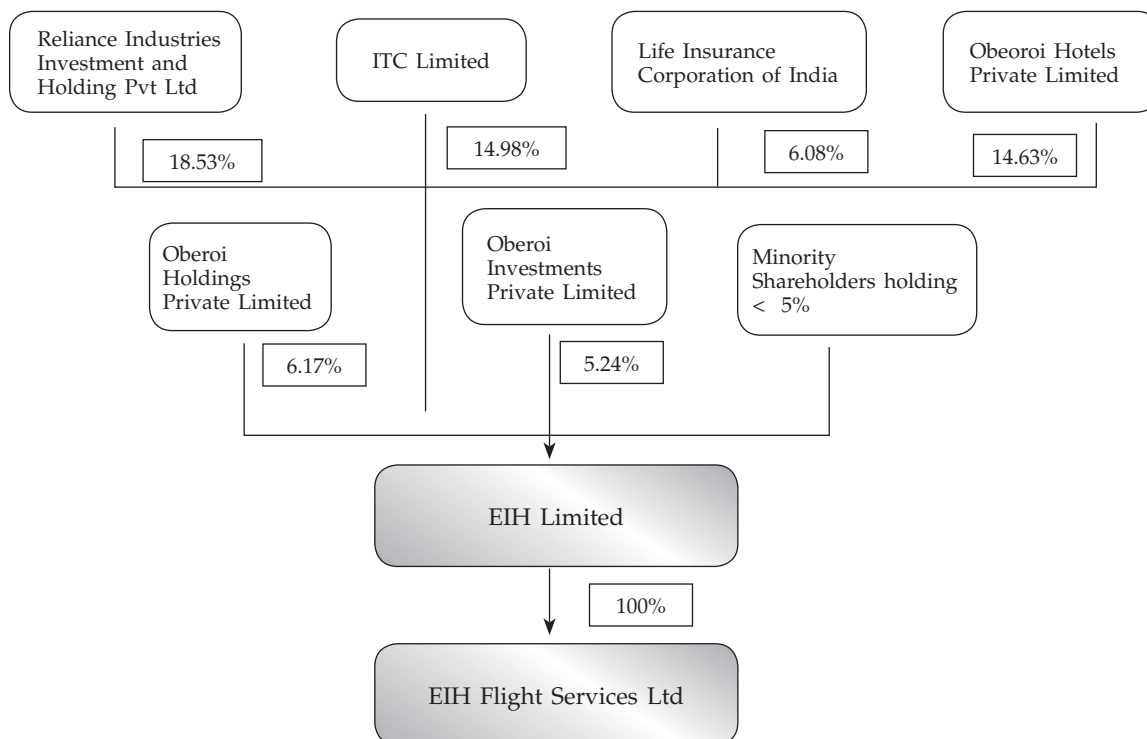 Reliance Industries
Investment and
Holding Pvt Ltd
ITC Limited
Life Insurance
Corporation of India
Obeoroi Hotels
Private Limited
18.53%
14.98%
6.08%
14.63%
Oberoi
Holdings
Private Limited
Oberoi
Investments
Private Limited
Minority
Shareholders holding
< 5%
6.17%
5.24%
EIH Limited
100%
EIH Flight Services Ltd